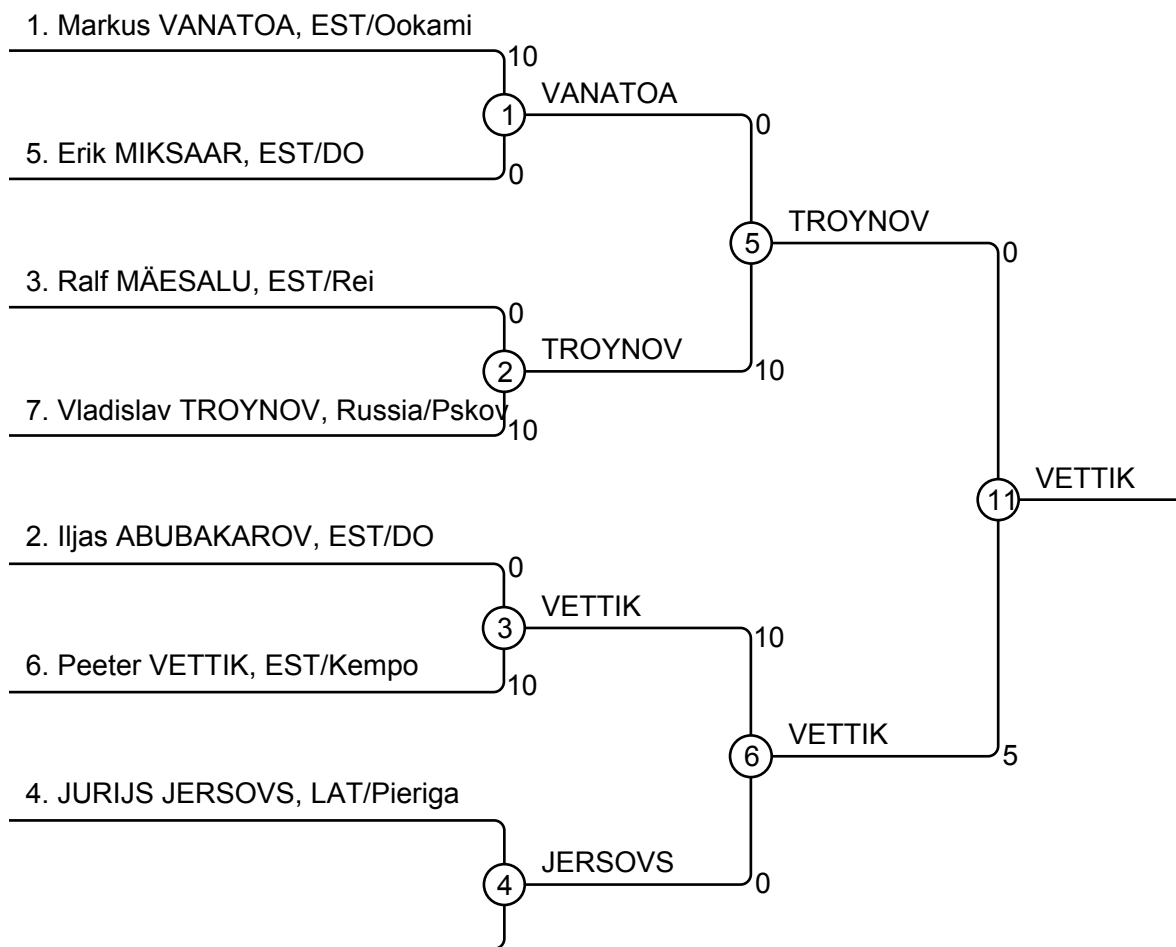 1. Markus VANATOA, EST/Ookami
10
1
VANATOA
5. Erik MIKSAAR, EST/DO
0
0
5
TROYNOV
3. Ralf MÄESALU, EST/Rei
0
0
2
TROYNOV
10
7. Vladislav TROYNOV, Russia/Pskov
10
11
VETTIK
2. Iljas ABUBAKAROV, EST/DO
0
3
VETTIK
10
6. Peeter VETTIK, EST/Kempo
10
6
VETTIK
5
4. JURIJS JERSOVS, LAT/Pieriga
4
JERSOVS
0